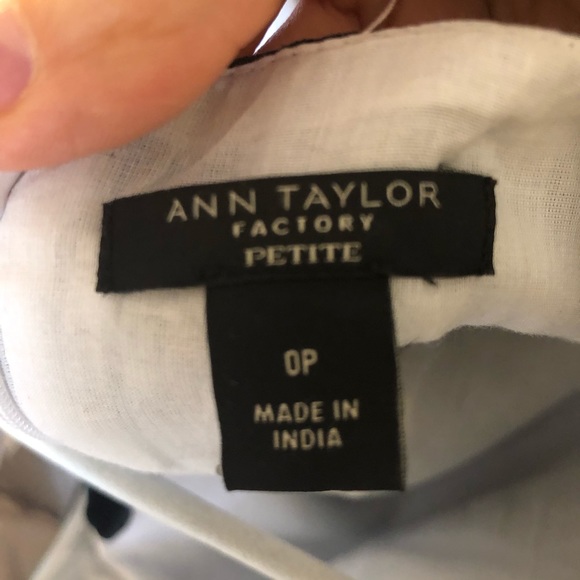 ANN TAYLOR
FACTORY
PETITE
0P
MADE IN
INDIA